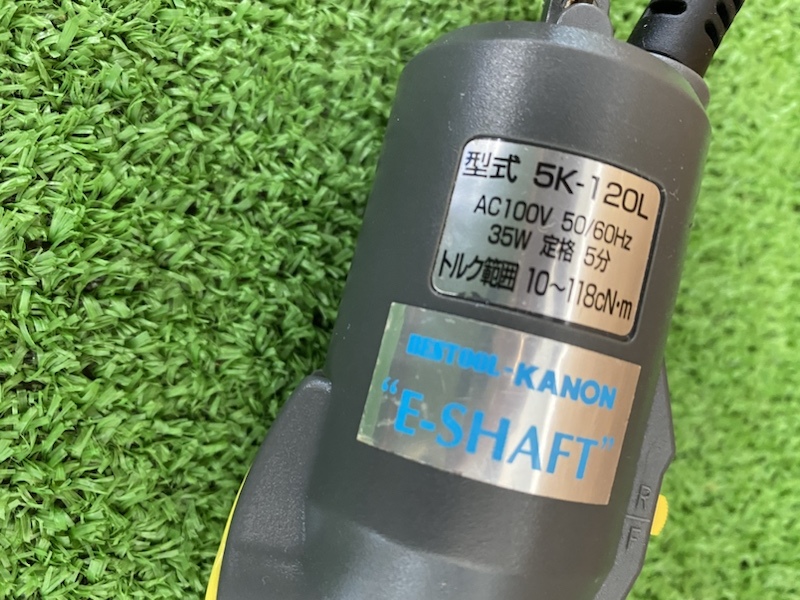 型式 5K-120L
AC100V 50/60Hz
35W 定格 5分
トルク範囲 10〜118cN·m
BESTOOL-KANON
"E-SHAFT"
R
F